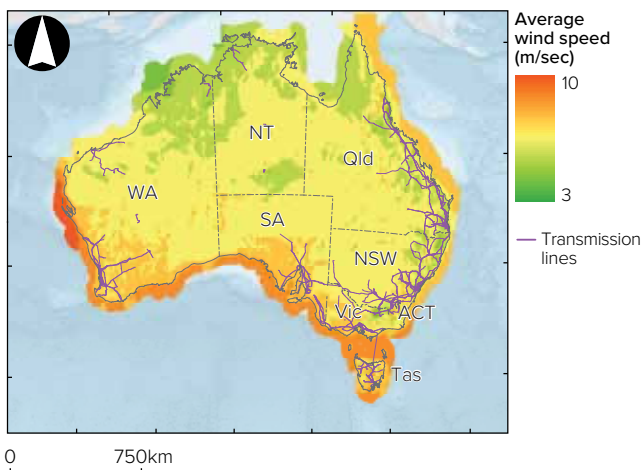 Average
wind speed
(m/sec)
10
3
Transmission
lines
NT
Qld
WA
SA
NSW
Vic
ACT
Tas
0 750km